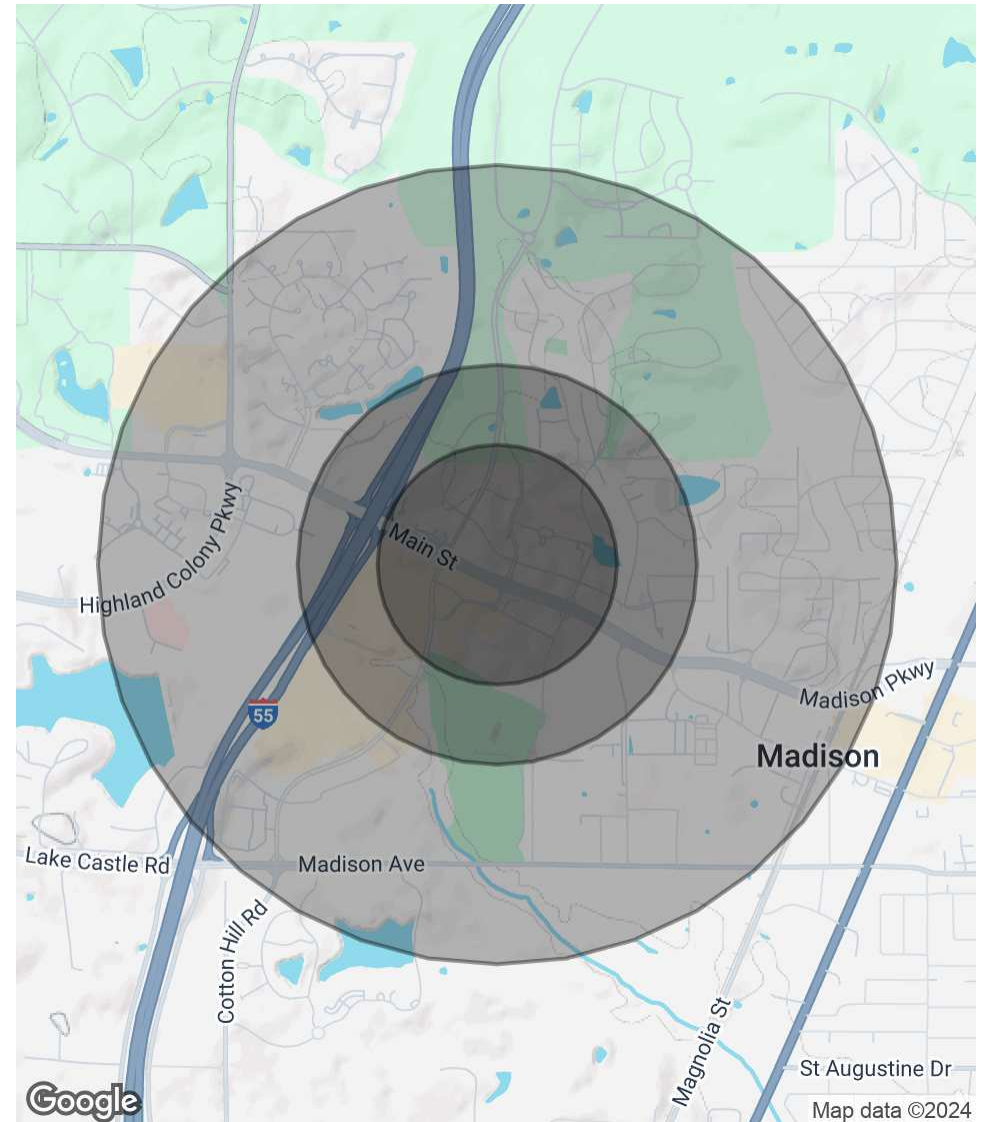 Main St
Highland Colony Pkwy
Madison Pkwy
55
Madison
Lake Castle Rd
Madison Ave
Cotton Hill Rd
Magnolia St
St Augustine Dr
Google
Map data ©2024